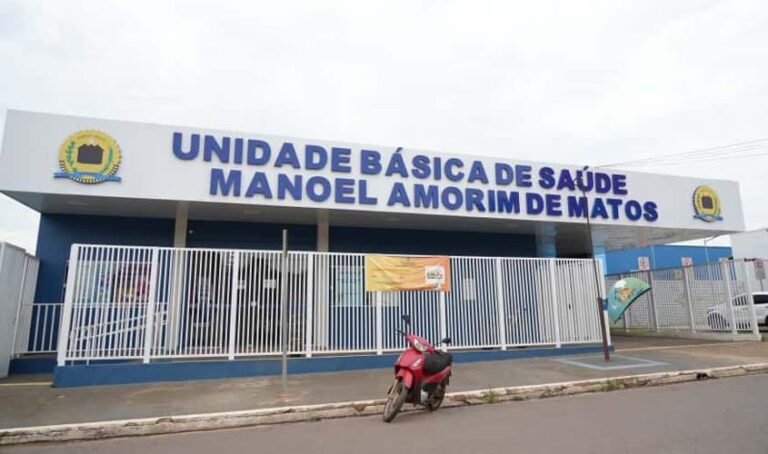 UNIDADE BÁSICA DE SAÚDE
MANOEL AMORIM DE MATOS